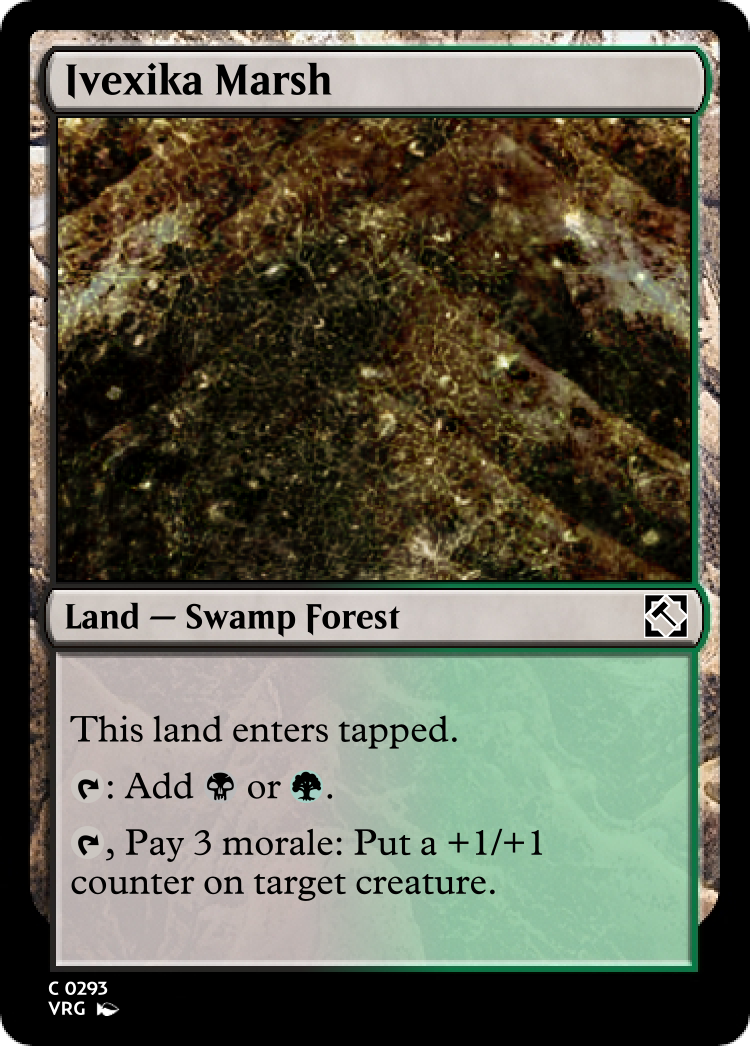 Ivexika Marsh
Land — Swamp Forest
This land enters tapped.
: Add or .
, Pay 3 morale: Put a +1/+1
counter on target creature.
C 0293
VRG